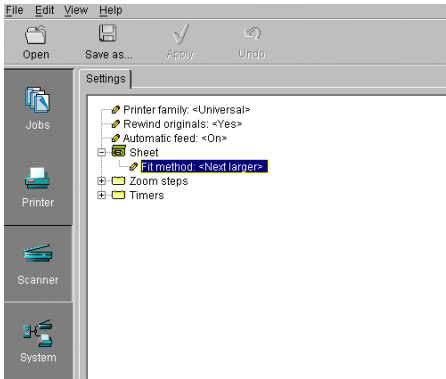 File Edit View Help
Open Save as... Apply Undo
Settings
Jobs
Printer
Scanner
System
Printer family: <Universal>
Rewind originals: <Yes>
Automatic feed: <On>
Sheet
Fit method: <Next larger>
Zoom steps
Timers